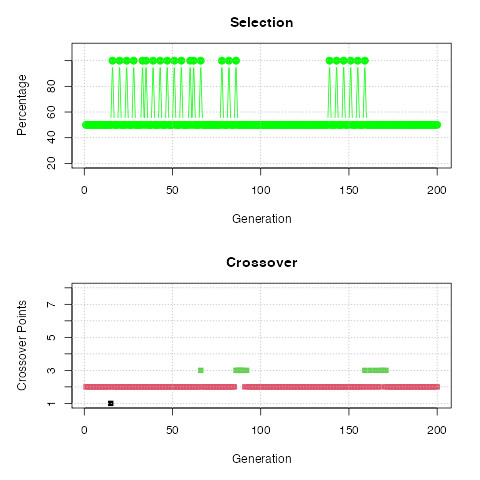 Selection
Percentage
20 40 60 80
0 50 100 150 200
Generation
Crossover
Crossover Points
1 3 5 7
0 50 100 150 200
Generation